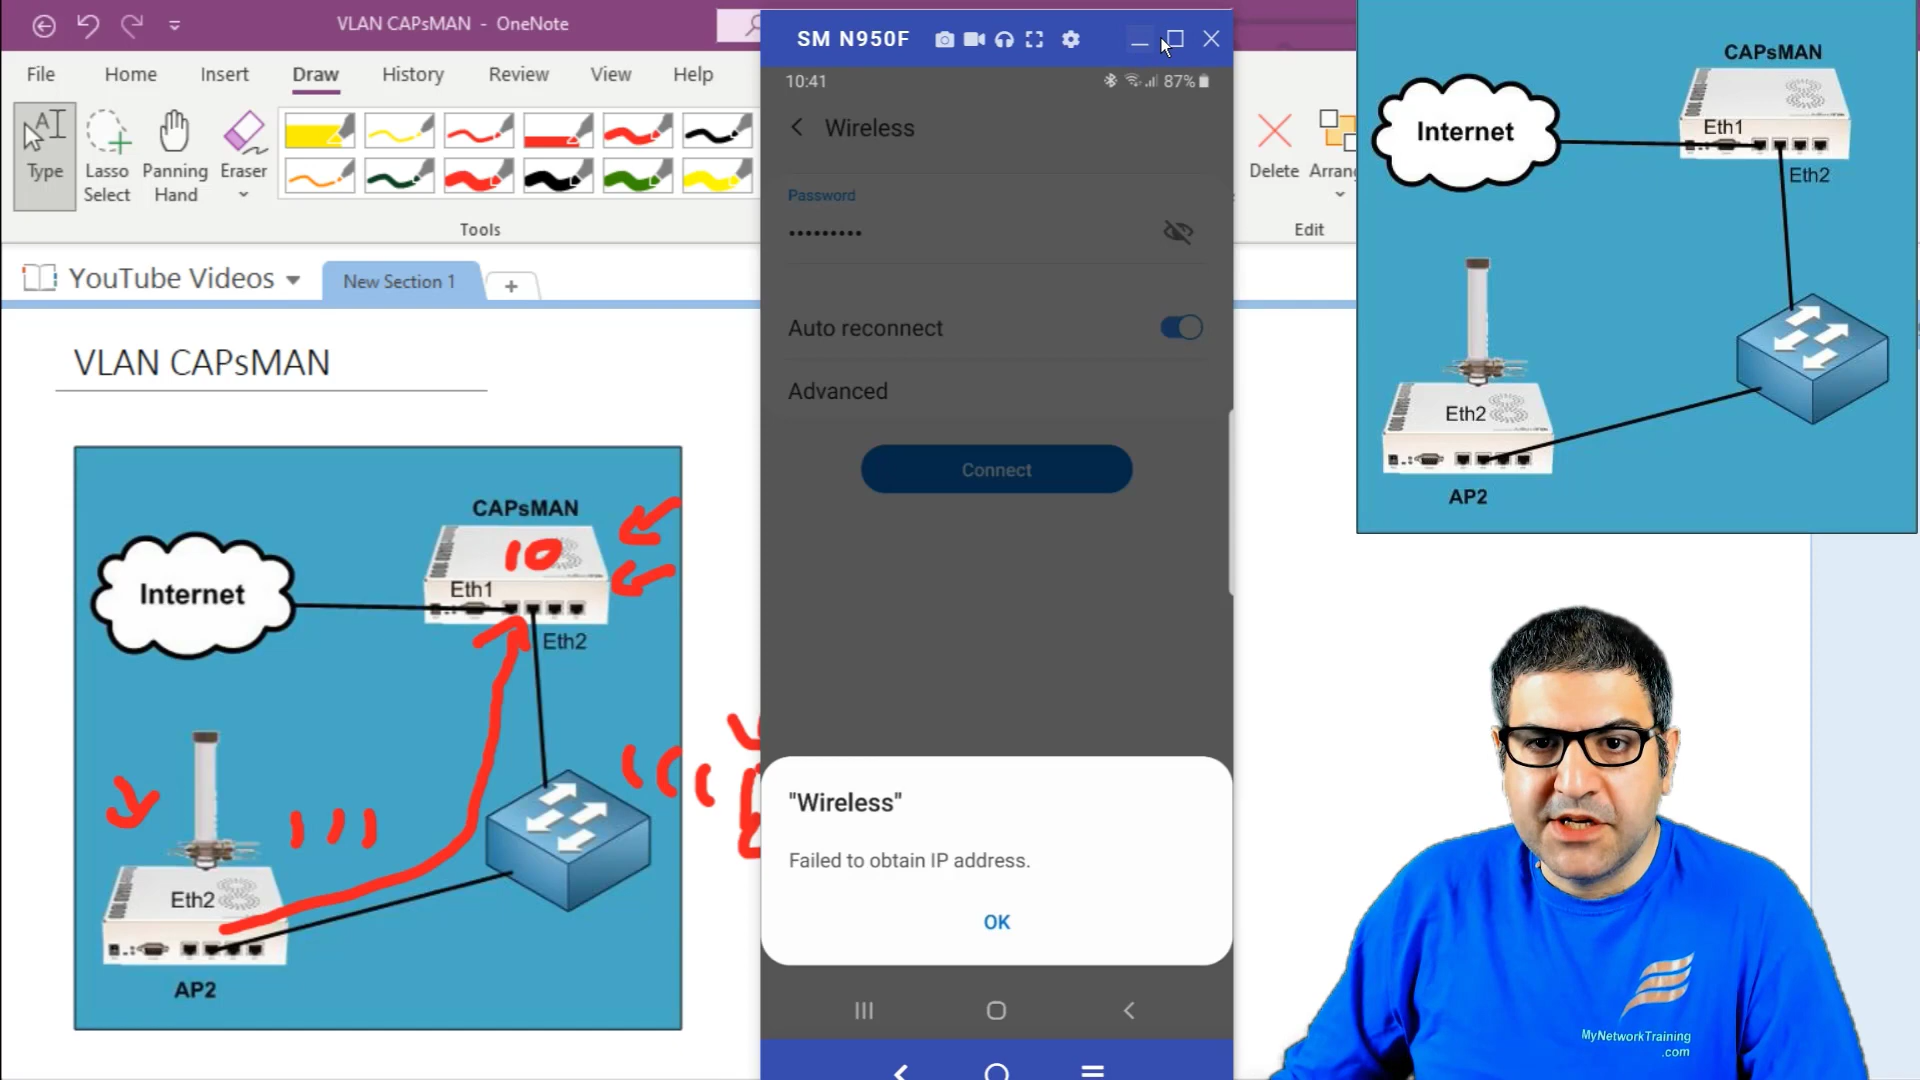 VLAN CAPsMAN - OneNote
File Home Insert Draw History Review View Help
Type
Lasso Select
Panning Hand
Eraser
Tools
Delete
Edit
YouTube Videos
New Section 1
+
VLAN CAPsMAN
CAPsMAN
10
Internet
Eth1
Eth2
Eth2
AP2
SM N950F
10:41
87%
Wireless
Password
•••••••••
Auto reconnect
Advanced
Connect
"Wireless"
Failed to obtain IP address.
OK
CAPsMAN
Internet
Eth1
Eth2
Eth2
AP2
MyNetworkTraining
.com